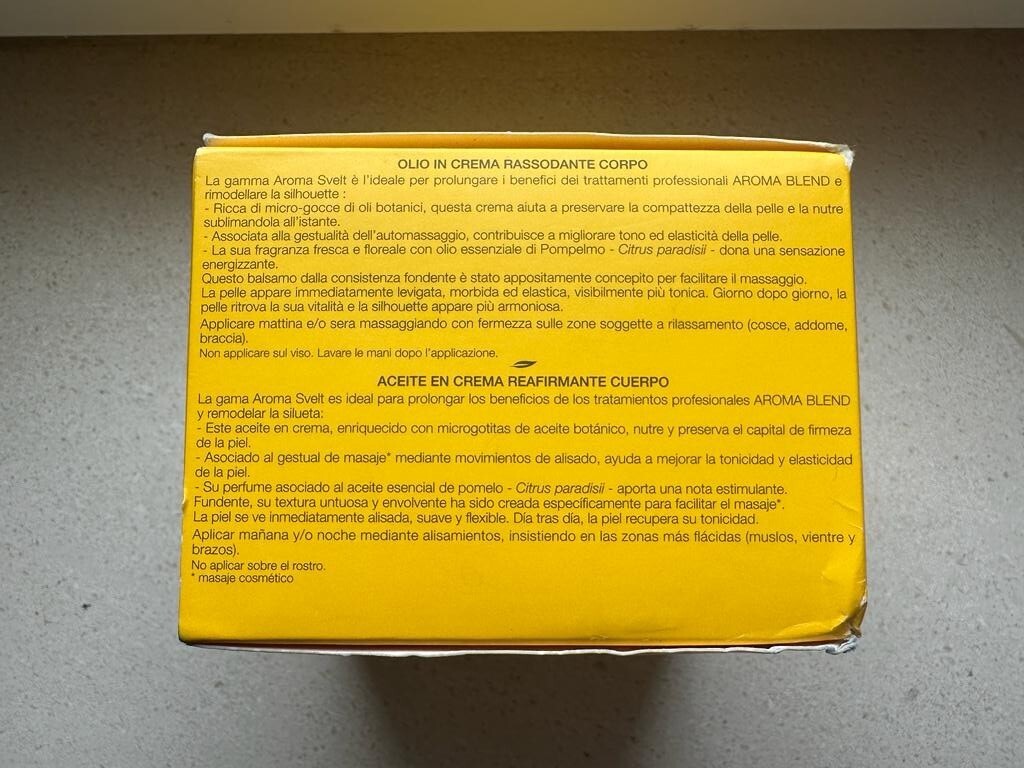 OLIO IN CREMA RASSODANTE CORPO
La gamma Aroma Svelt è l'ideale per prolungare i benefici dei trattamenti professionali AROMA BLEND e
rimodellare la silhouette :
- Ricca di micro-gocce di oli botanici, questa crema aiuta a preservare la compattezza della pelle e la nutre
sublimandola all'istante.
- Associata alla gestualità dell'automassaggio, contribuisce a migliorare tono ed elasticità della pelle.
- La sua fragranza fresca e floreale con olio essenziale di Pompelmo - Citrus paradisii - dona una sensazione
energizzante.
Questo balsamo dalla consistenza fondente è stato appositamente concepito per facilitare il massaggio.
La pelle appare immediatamente levigata, morbida ed elastica, visibilmente più tonica. Giorno dopo giorno, la
pelle ritrova la sua vitalità e la silhouette appare più armoniosa.
Applicare mattina e/o sera massaggiando con fermezza sulle zone soggette a rilassamento (cosce, addome,
braccia).
Non applicare sul viso. Lavare le mani dopo l'applicazione.
ACEITE EN CREMA REAFIRMANTE CUERPO
La gama Aroma Svelt es ideal para prolongar los beneficios de los tratamientos profesionales AROMA BLEND
y remodelar la silueta:
- Este aceite en crema, enriquecido con microgotitas de aceite botánico, nutre y preserva el capital de firmeza
de la piel.
- Asociado al gestual de masaje* mediante movimientos de alisado, ayuda a mejorar la tonicidad y elasticidad
de la piel.
- Su perfume asociado al aceite esencial de pomelo - Citrus paradisii - aporta una nota estimulante.
Fundente, su textura untuosa y envolvente ha sido creada específicamente para facilitar el masaje*.
La piel se ve inmediatamente alisada, suave y flexible. Día tras día, la piel recupera su tonicidad.
Aplicar mañana y/o noche mediante alisamientos, insistiendo en las zonas más flácidas (muslos, vientre y
brazos).
No aplicar sobre el rostro.
* masaje cosmético